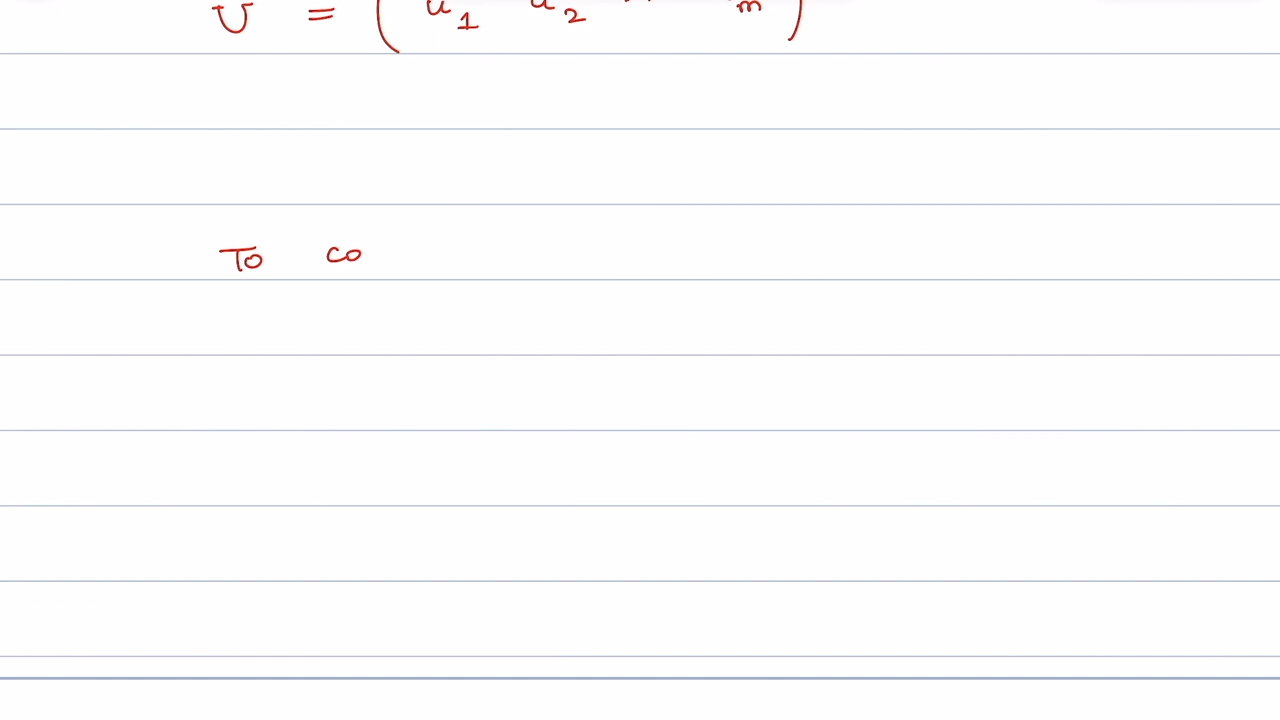 U = ( u₁ u₂ ... m )
To co